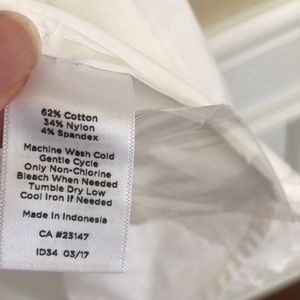 62% Cotton
34% Nylon
4% Spandex
Machine Wash Cold
Gentle Cycle
Only Non-Chlorine
Bleach When Needed
Tumble Dry Low
Cool Iron If Needed
Made In Indonesia
CA #23147
ID34 03/17